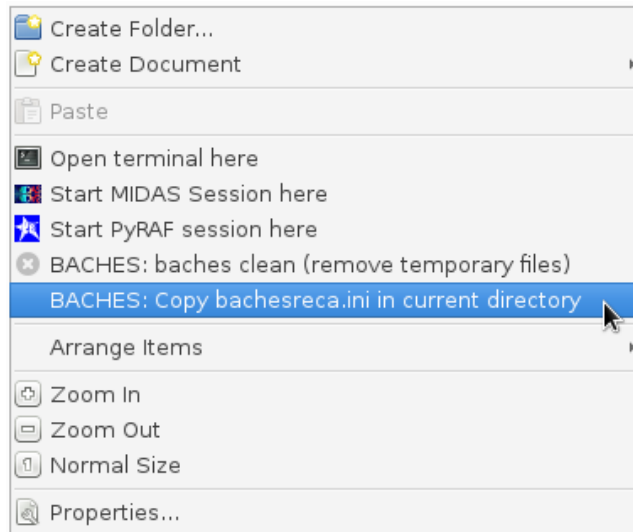 Create Folder...
Create Document
Paste
Open terminal here
Start MIDAS Session here
Start PyRAF session here
BACHES: baches clean (remove temporary files)
BACHES: Copy bachesreca.ini in current directory
Arrange Items
Zoom In
Zoom Out
Normal Size
Properties...